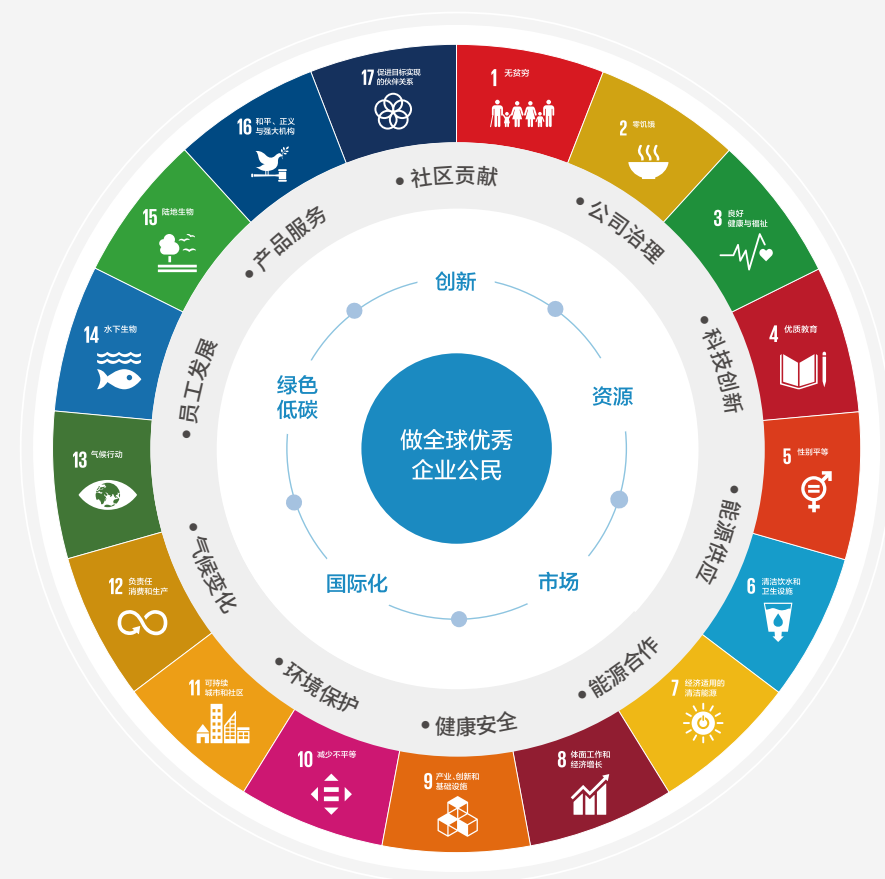 1 无贫穷
2 零饥饿
3 良好
健康与福祉
4 优质教育
5 性别平等
6 清洁饮水和
卫生设施
7 经济适用的
清洁能源
8 体面工作和
经济增长
9 产业、创新和
基础设施
10 减少不平等
11 可持续
城市和社区
12 负责任
消费和生产
13 气候行动
14 水下生物
15 陆地生物
16 和平、正义
与强大机构
17 促进目标实现
的伙伴关系
• 社区贡献
• 公司治理
• 科技创新
• 能源供应
• 能源合作
• 健康安全
• 环境保护
• 气候变化
• 员工发展
• 产品服务
创新
资源
市场
国际化
绿色
低碳
做全球优秀
企业公民